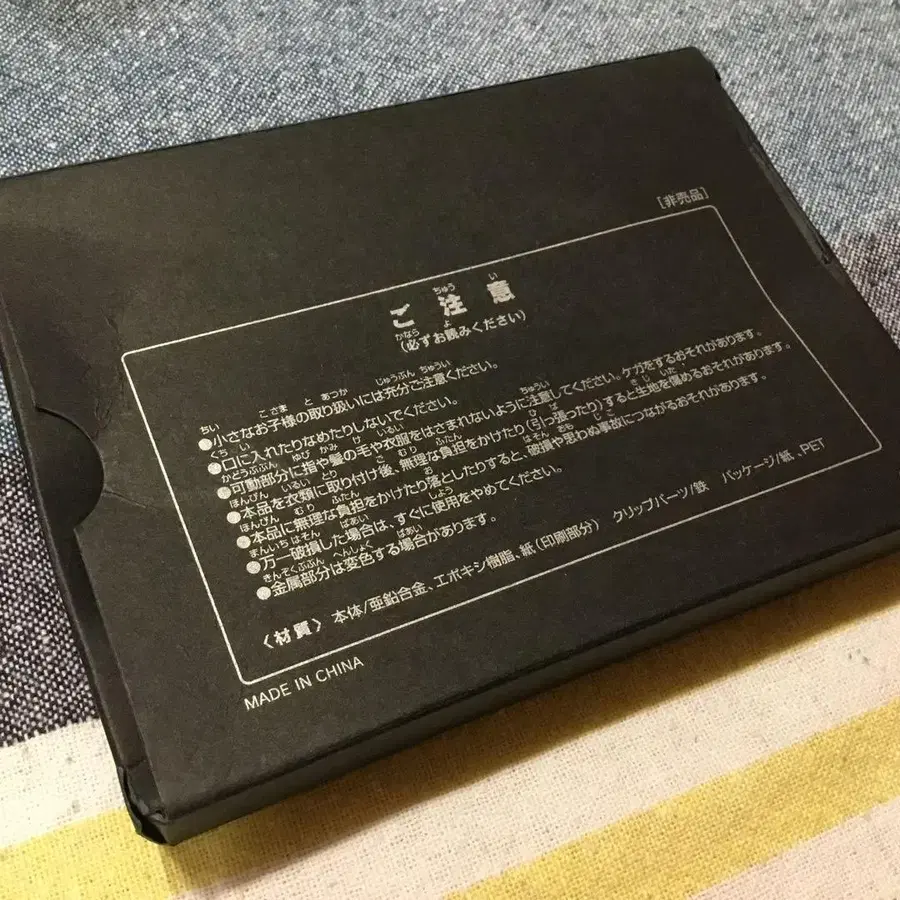 [非売品]
ご注意
(必ずお読みください)
●小さなお子様の取り扱いには充分ご注意ください。
●口に入れたりなめたりしないでください。
●可動部分に指や髪の毛や衣服をはさまれないように注意してください。ケガをするおそれがあります。
●本品を衣類に取り付け後、無理な負担をかけたり(引っ張ったり)すると生地を傷めるおそれがあります。
●本品に無理な負担をかけたり落としたりすると、破損や思わぬ事故につながるおそれがあります。
●万一破損した場合は、すぐに使用をやめてください。
●金属部分は変色する場合があります。
〈材質〉 本体/亜鉛合金、エポキシ樹脂、紙(印刷部分) クリップパーツ/鉄 パッケージ/紙、PET
MADE IN CHINA